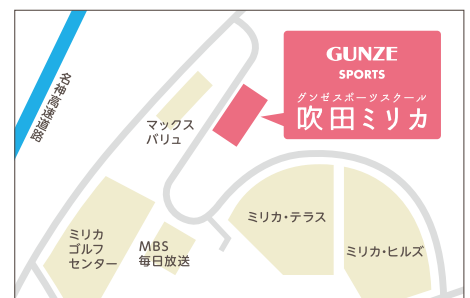 GUNZE
SPORTS
グンゼスポーツスクール
吹田ミリカ
名神高速道路
マックス
バリュ
ミリカ・テラス
ミリカ・ヒルズ
ミリカ
ゴルフ
センター
MBS
毎日放送